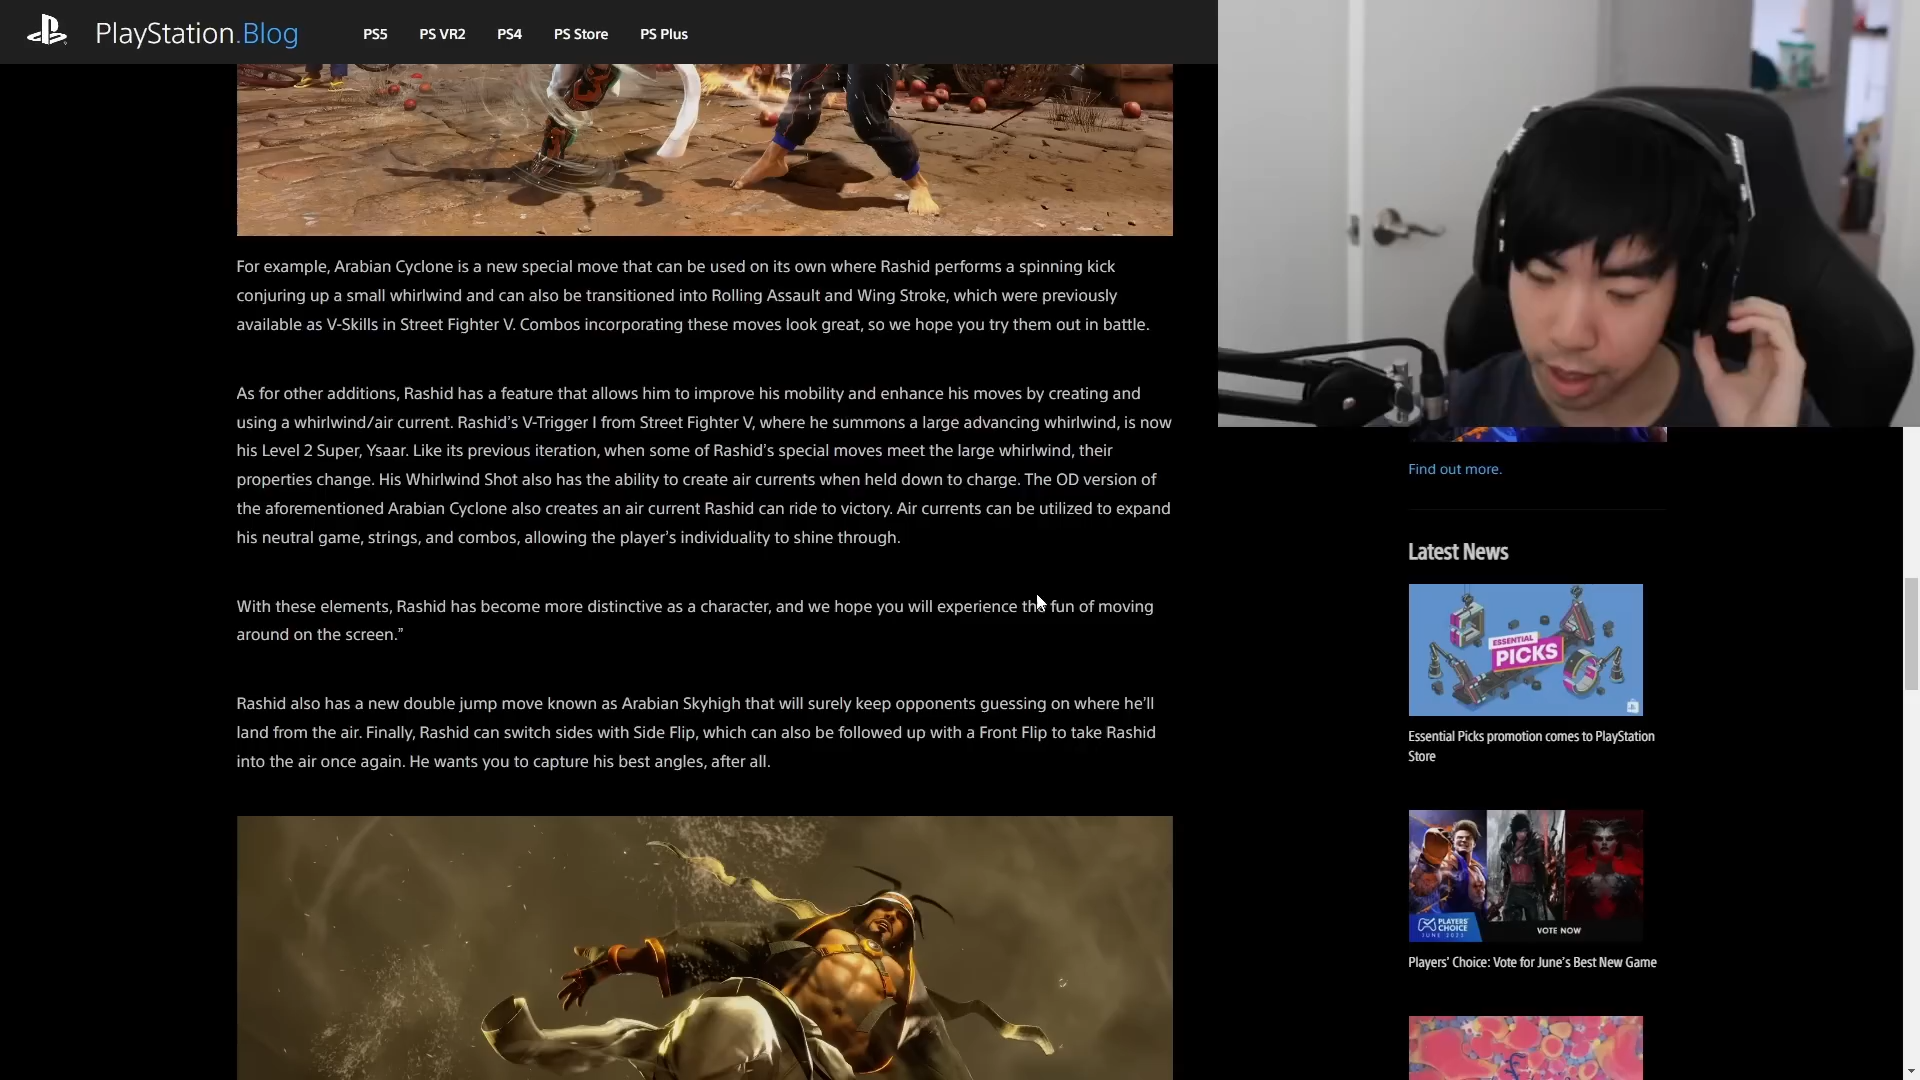 PlayStation.Blog
PS5
PS VR2
PS4
PS Store
PS Plus
For example, Arabian Cyclone is a new special move that can be used on its own where Rashid performs a spinning kick
conjuring up a small whirlwind and can also be transitioned into Rolling Assault and Wing Stroke, which were previously
available as V-Skills in Street Fighter V. Combos incorporating these moves look great, so we hope you try them out in battle.
As for other additions, Rashid has a feature that allows him to improve his mobility and enhance his moves by creating and
using a whirlwind/air current. Rashid’s V-Trigger I from Street Fighter V, where he summons a large advancing whirlwind, is now
his Level 2 Super, Ysaar. Like its previous iteration, when some of Rashid’s special moves meet the large whirlwind, their
properties change. His Whirlwind Shot also has the ability to create air currents when held down to charge. The OD version of
the aforementioned Arabian Cyclone also creates an air current Rashid can ride to victory. Air currents can be utilized to expand
his neutral game, strings, and combos, allowing the player’s individuality to shine through.
With these elements, Rashid has become more distinctive as a character, and we hope you will experience the fun of moving
around on the screen.”
Rashid also has a new double jump move known as Arabian Skyhigh that will surely keep opponents guessing on where he’ll
land from the air. Finally, Rashid can switch sides with Side Flip, which can also be followed up with a Front Flip to take Rashid
into the air once again. He wants you to capture his best angles, after all.
Find out more.
Latest News
ESSENTIAL
PICKS
Essential Picks promotion comes to PlayStation
Store
PLAYERS'
CHOICE
JUNE 2023
VOTE NOW
Players’ Choice: Vote for June’s Best New Game